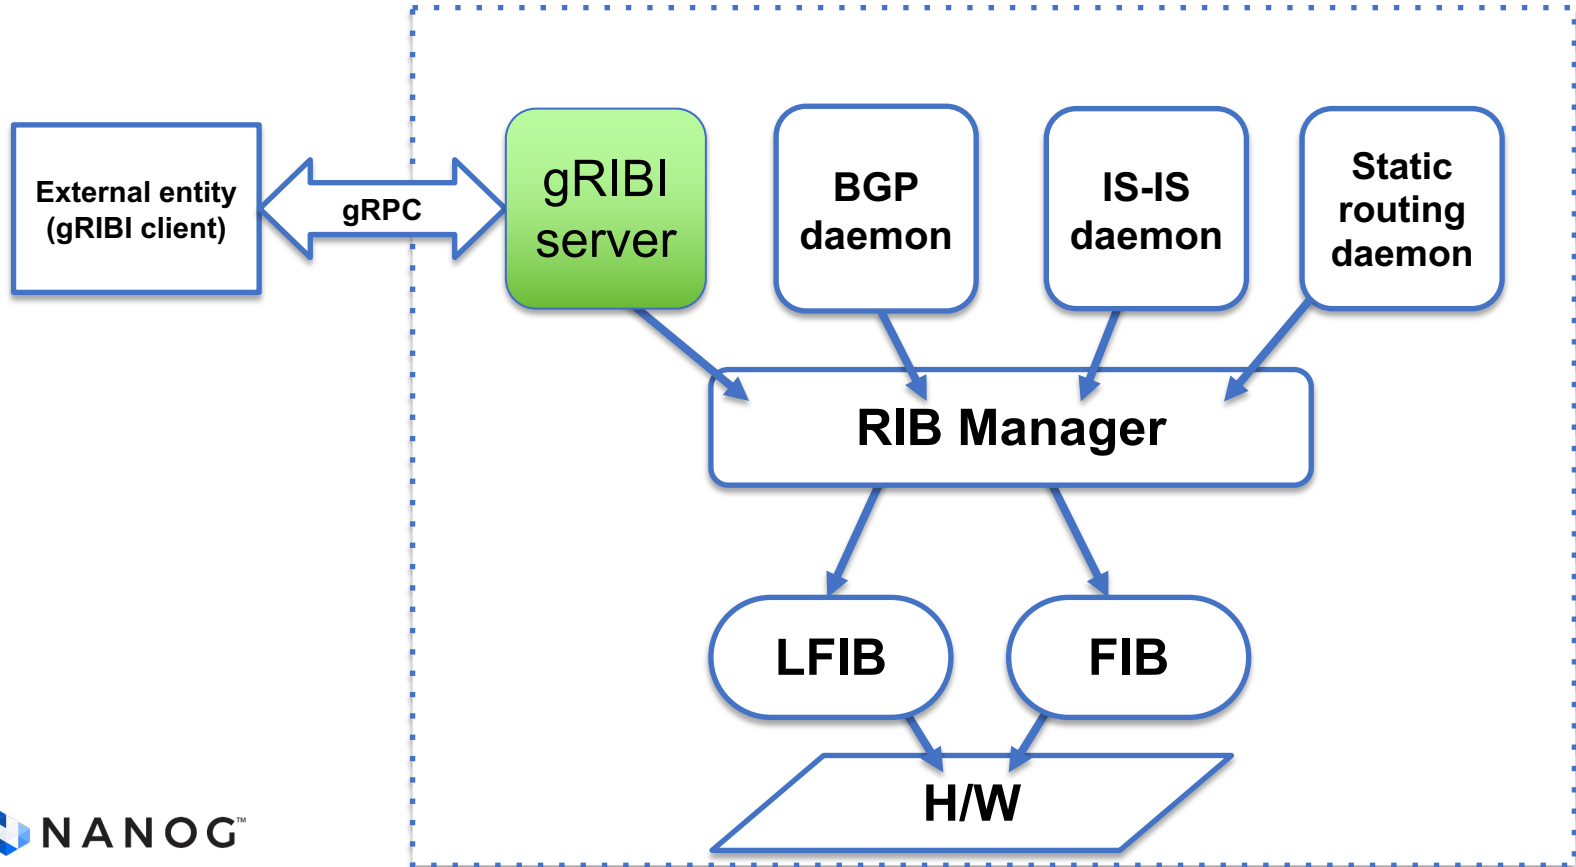 External entity
(gRIBI client)
gRPC
gRIBI
server
BGP
daemon
IS-IS
daemon
Static
routing
daemon
RIB Manager
LFIB
FIB
H/W
NANOG™